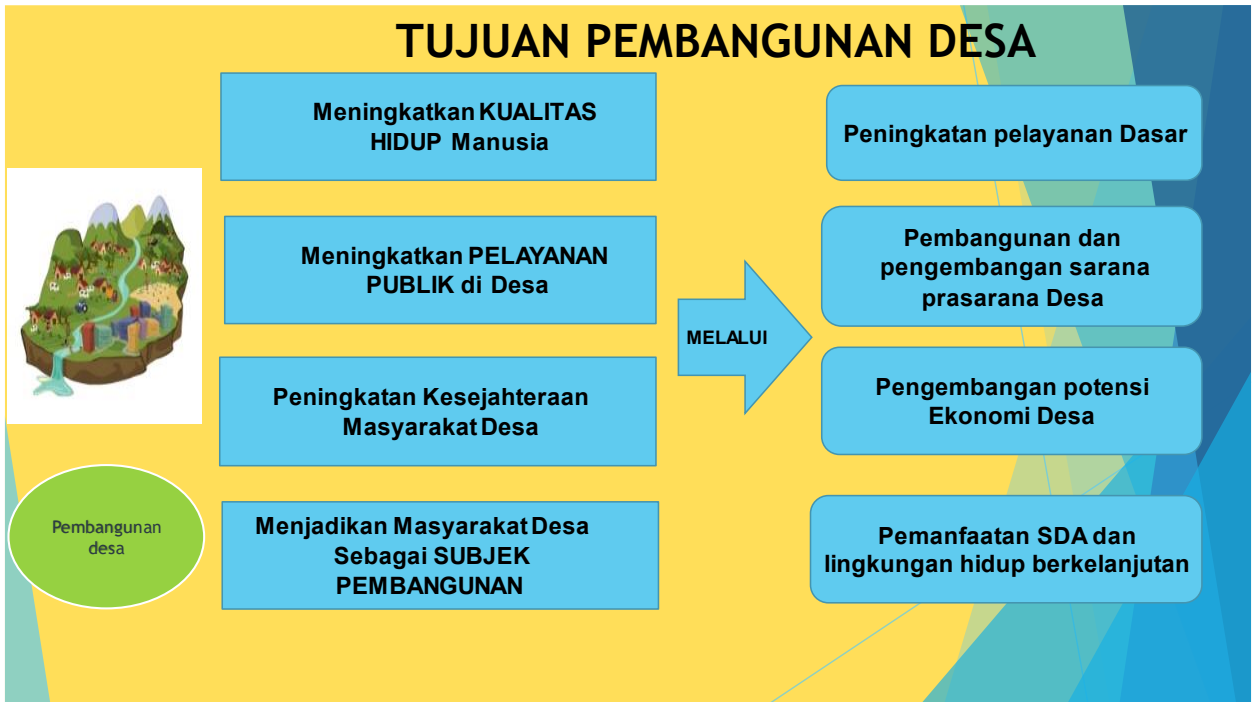 TUJUAN PEMBANGUNAN DESA
Meningkatkan KUALITAS
HIDUP Manusia
Meningkatkan PELAYANAN
PUBLIK di Desa
Peningkatan Kesejahteraan
Masyarakat Desa
Menjadikan Masyarakat Desa
Sebagai SUBJEK
PEMBANGUNAN
Pembangunan
desa
MELALUI
Peningkatan pelayanan Dasar
Pembangunan dan
pengembangan sarana
prasarana Desa
Pengembangan potensi
Ekonomi Desa
Pemanfaatan SDA dan
lingkungan hidup berkelanjutan